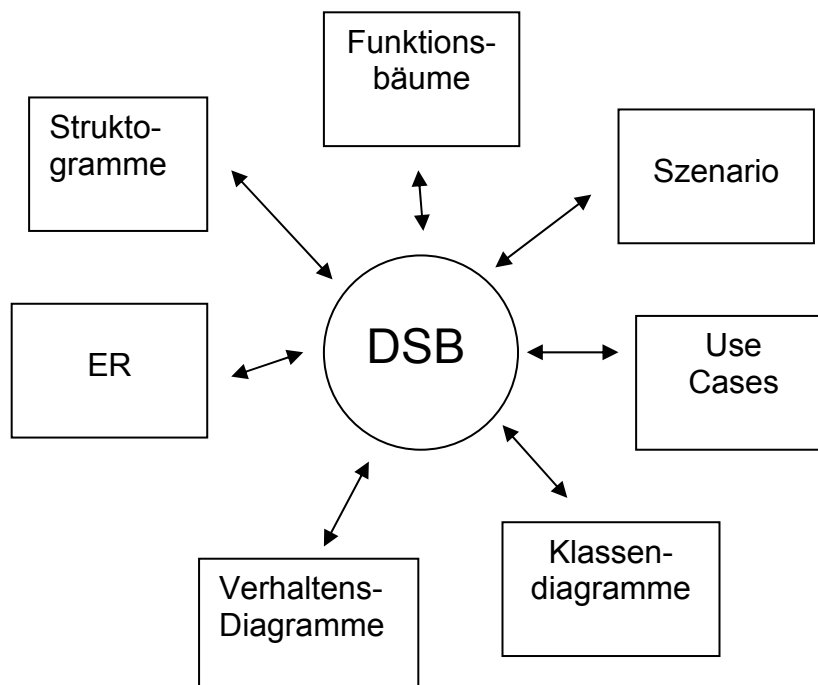 Funktions-
bäume
Strukto-
gramme
Szenario
ER
DSB
Use
Cases
Verhaltens-
Diagramme
Klassen-
diagramme